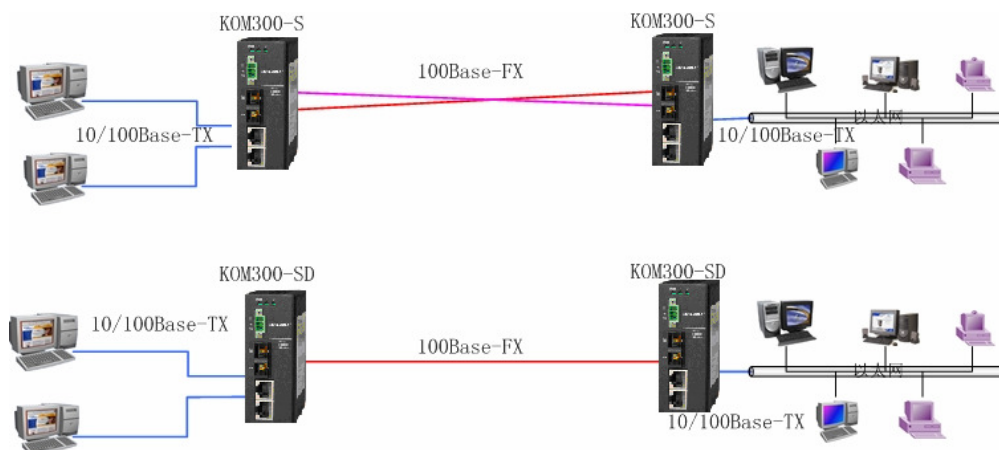 KOM300-S
KOM300-S
100Base-FX
10/100Base-TX
10/100Base-TX
以太网
KOM300-SD
KOM300-SD
10/100Base-TX
100Base-FX
以太网
10/100Base-TX